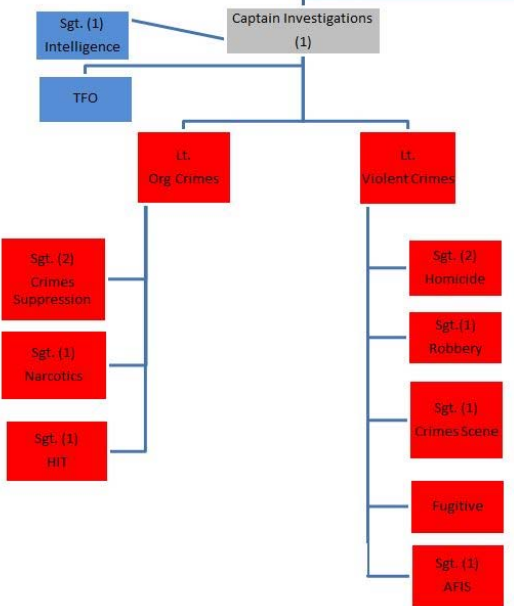 Sgt. (1)
Intelligence
Captain Investigations
(1)
TFO
Lt.
Org Crimes
Lt.
Violent Crimes
Sgt. (2)
Crimes
Suppression
Sgt. (1)
Narcotics
Sgt. (1)
HIT
Sgt. (2)
Homicide
Sgt.(1)
Robbery
Sgt. (1)
Crimes Scene
Fugitive
Sgt. (1)
AFIS